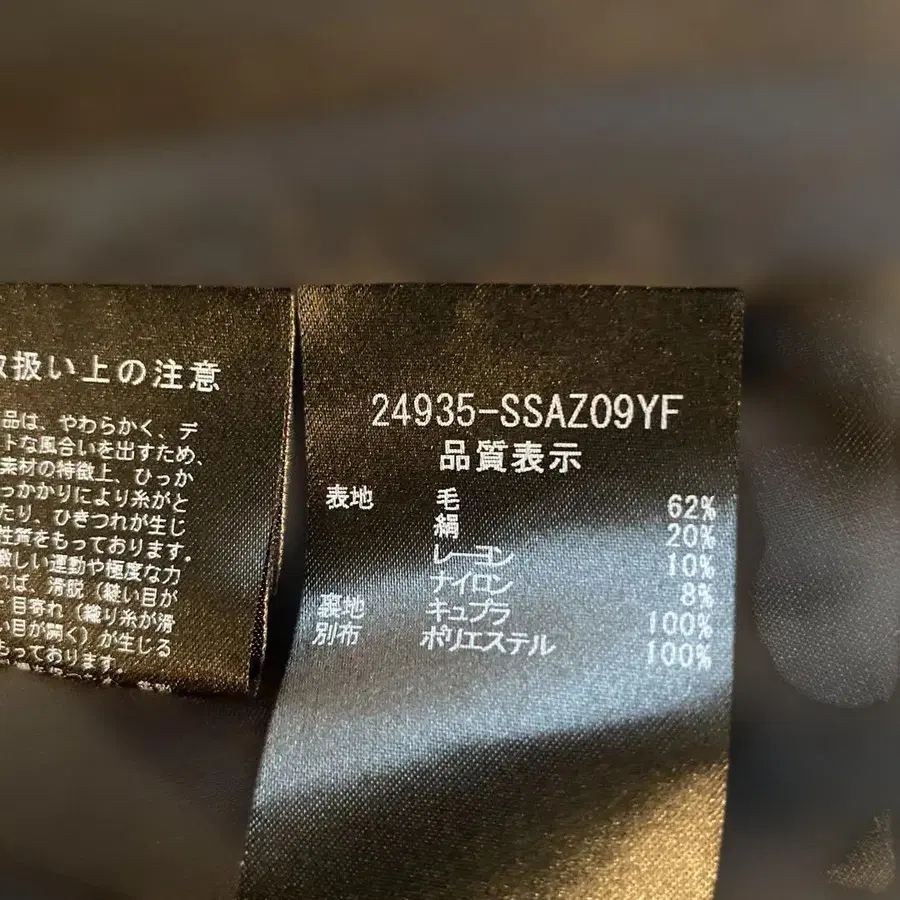 取扱い上の注意
品は、やわらかく、デ
トな風合いを出すため、
素材の特徴上、ひっか
っかかりにより糸がと
たり、ひきつれが生じ
性質をもっております。
激しい運動や極度な力
れば、滑脱（縫い目が
目寄れ（織り糸が滑
い目が開く）が生じる
もっております。
24935-SSAZ09YF
品質表示
表地 毛 62%
絹 20%
レーヨン 10%
ナイロン 8%
裏地 キュプラ 100%
別布 ポリエステル 100%